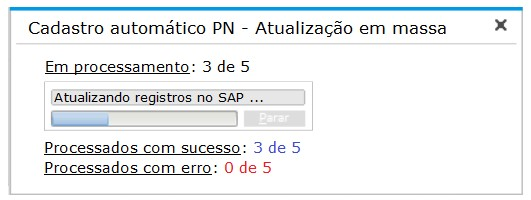 Cadastro automático PN - Atualização em massa
Em processamento: 3 de 5
Atualizando registros no SAP ...
Parar
Processados com sucesso: 3 de 5
Processados com erro: 0 de 5